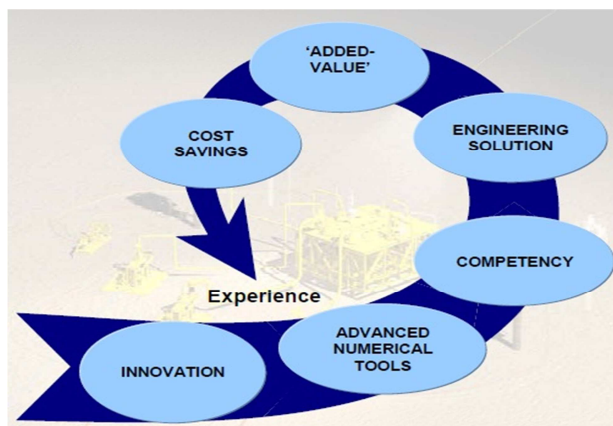 ‘ADDED-
VALUE’
COST
SAVINGS
ENGINEERING
SOLUTION
COMPETENCY
Experience
ADVANCED
NUMERICAL
TOOLS
INNOVATION